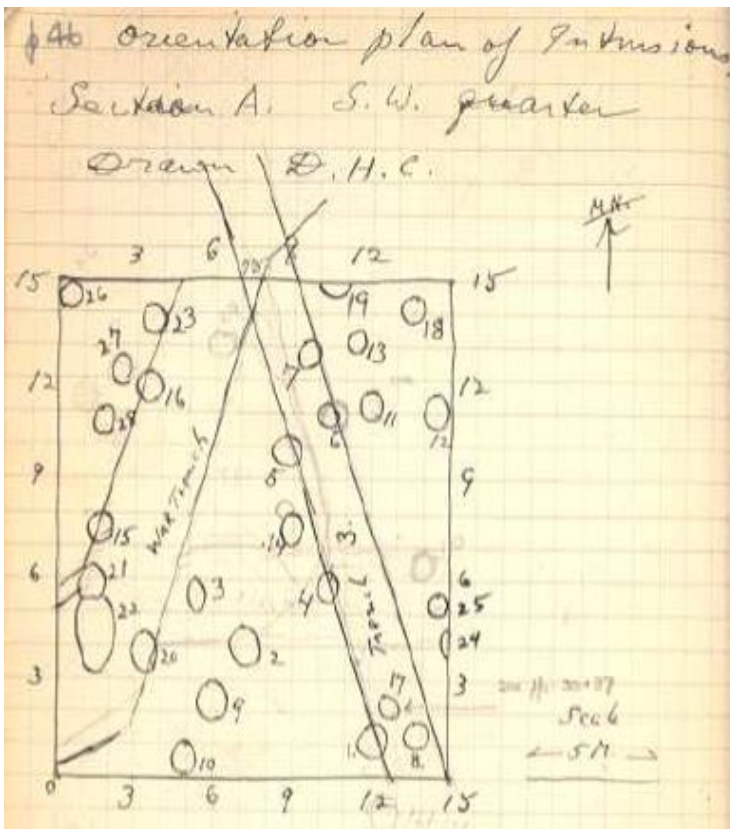 p46 Orientation plan of Intrusions
Section A. S.W. quarter
Drawn D.H.C.
M.N.
3 6 7.5 9 12
15 15
26 19
23 18
27 7 13
12 16 12
28 6 11 12
5
9 9
War Trench
15 14 3.
6 21 6
3 4 25
22 Trench
20 2 24
3 3
17
9 Scale
5M
1. 8
10
0 3 6 9 12 15